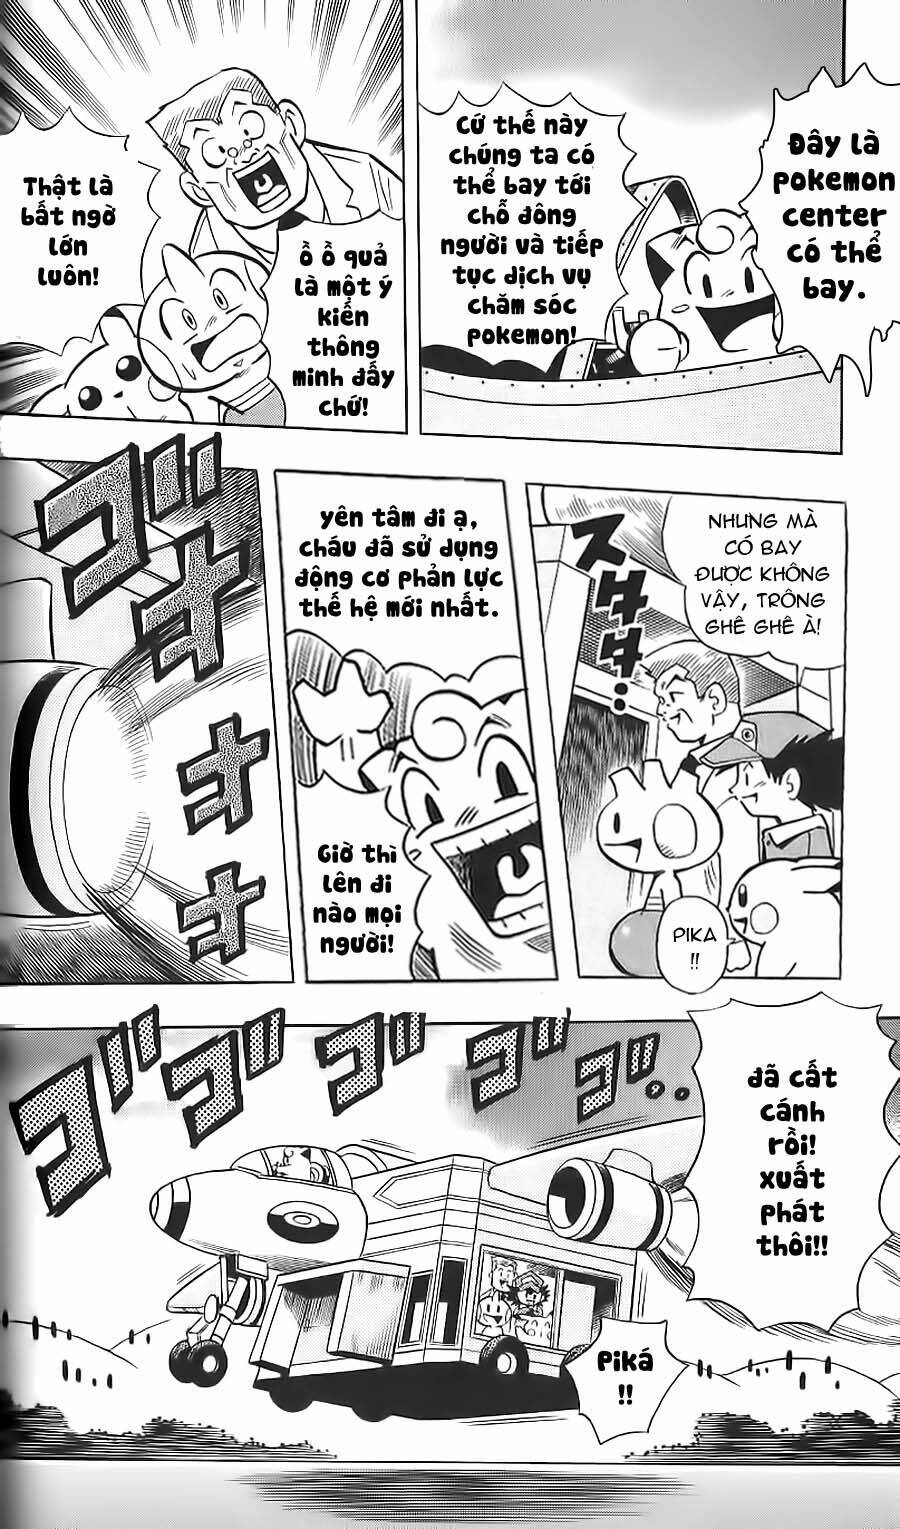 Đây là
pokemon
center
có thể
bay.
Cứ thế này
chúng ta có
thể bay tới
chỗ đông
người và tiếp
tục dịch vụ
chăm sóc
pokemon!
ồ ồ quả
là một ý
kiến
thông
minh đấy
chứ!
Thật là
bất ngờ
lớn
luôn!
NHƯNG MÀ
CÓ BAY
ĐƯỢC KHÔNG
VẬY, TRÔNG
GHÊ GHÊ À!
スタタタ…
PIKA
!!
yên tâm đi ạ,
cháu đã sử dụng
động cơ phản lực
thế hệ mới nhất.
Giờ thì
lên đi
nào mọi
người!
ゴオオオオ
đã cất
cánh
rồi!
xuất
phát
thôi!!
ゴゴゴゴゴ…
Piká
!!